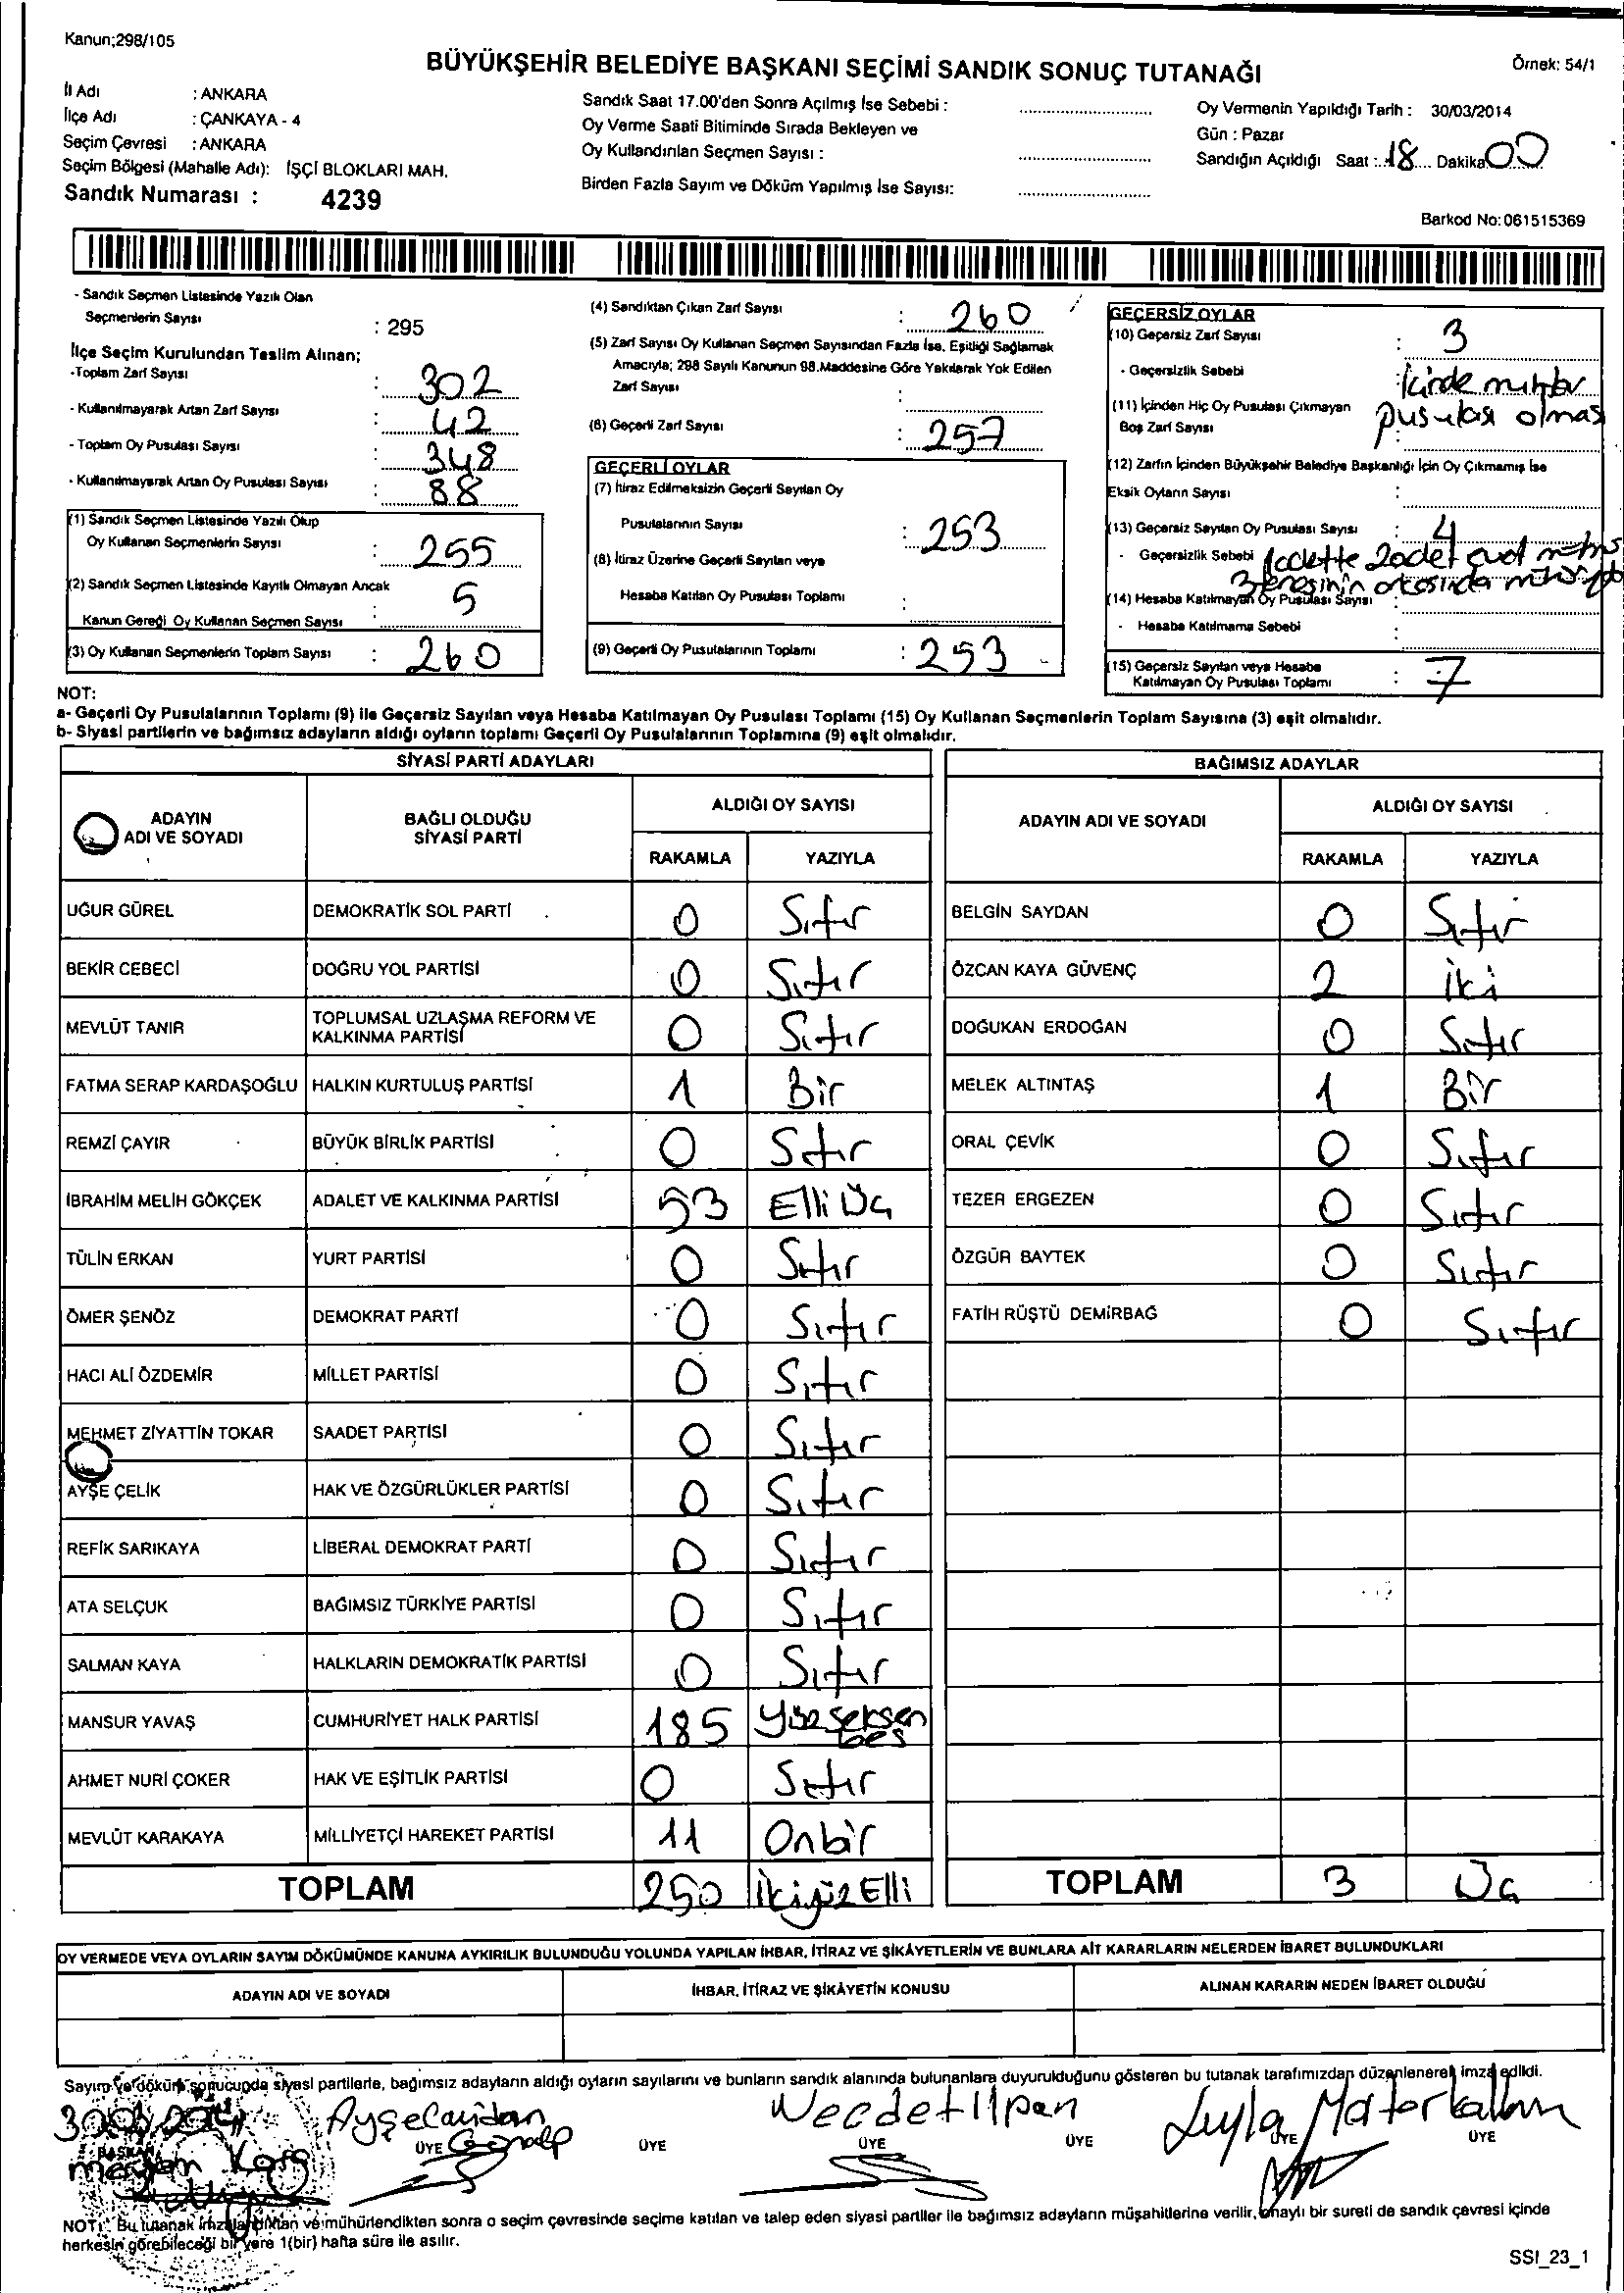 Kanun;298/105
BÜYÜKŞEHİR BELEDİYE BAŞKANI SEÇİMİ SANDIK SONUÇ TUTANAĞI
Örnek: 54/1
İl Adı : ANKARA
İlçe Adı : ÇANKAYA - 4
Seçim Çevresi : ANKARA
Seçim Bölgesi (Mahalle Adı): İŞÇİ BLOKLARI MAH.
Sandık Numarası : 4239
Sandık Saat 17.00'den Sonra Açılmış İse Sebebi :
Oy Verme Saati Bitiminde Sırada Bekleyen ve
Oy Kullandırılan Seçmen Sayısı :
Birden Fazla Sayım ve Döküm Yapılmış İse Sayısı:
Oy Vermenin Yapıldığı Tarih : 30/03/2014
Gün : Pazar
Sandığın Açıldığı Saat : 18 Dakika 00
Barkod No: 061515369
- Sandık Seçmen Listesinde Yazılı Olan
Seçmenlerin Sayısı : 295
İlçe Seçim Kurulundan Teslim Alınan;
-Toplam Zarf Sayısı : 302
- Kullanılmayarak Artan Zarf Sayısı : 42
- Toplam Oy Pusulası Sayısı : 348
- Kullanılmayarak Artan Oy Pusulası Sayısı : 88
(1) Sandık Seçmen Listesinde Yazılı Olup
Oy Kullanan Seçmenlerin Sayısı : 255
(2) Sandık Seçmen Listesinde Kayıtlı Olmayan Ancak
Kanun Gereği Oy Kullanan Seçmen Sayısı : 5
(3) Oy Kullanan Seçmenlerin Toplam Sayısı : 260
(4) Sandıktan Çıkan Zarf Sayısı : 260
(5) Zarf Sayısı Oy Kullanan Seçmen Sayısından Fazla İse, Eşitliği Sağlamak
Amacıyla; 298 Sayılı Kanunun 98.Maddesine Göre Yakılarak Yok Edilen
Zarf Sayısı :
(6) Geçerli Zarf Sayısı : 257
GEÇERLİ OYLAR
(7) İtiraz Edilmeksizin Geçerli Sayılan Oy
Pusulalarının Sayısı : 253
(8) İtiraz Üzerine Geçerli Sayılan veya
Hesaba Katılan Oy Pusulası Toplamı :
(9) Geçerli Oy Pusulalarının Toplamı : 253
GEÇERSİZ OYLAR
(10) Geçersiz Zarf Sayısı : 3
- Geçersizlik Sebebi : İçinde mühür
pusulası olması
(11) İçinden Hiç Oy Pusulası Çıkmayan
Boş Zarf Sayısı :
(12) Zarfın İçinden Büyükşehir Belediye Başkanlığı İçin Oy Çıkmamış İse
Eksik Oyların Sayısı :
(13) Geçersiz Sayılan Oy Pusulası Sayısı : 4
- Geçersizlik Sebebi 1 adette 2 adet
ortasında
(14) Hesaba Katılmayan Oy Pusulası Sayısı
- Hesaba Katılmama Sebebi :
(15) Geçersiz Sayılan veya Hesaba
Katılmayan Oy Pusulası Toplamı : 7
NOT:
a- Geçerli Oy Pusulalarının Toplamı (9) ile Geçersiz Sayılan veya Hesaba Katılmayan Oy Pusulası Toplamı (15) Oy Kullanan Seçmenlerin Toplam Sayısına (3) eşit olmalıdır.
b- Siyasi partilerin ve bağımsız adayların aldığı oyların toplamı Geçerli Oy Pusulalarının Toplamına (9) eşit olmalıdır.
SİYASİ PARTİ ADAYLARI
ADAYIN ADI VE SOYADI BAĞLI OLDUĞU SİYASİ PARTİ ALDIĞI OY SAYISI RAKAMLA YAZIYLA
UĞUR GÜREL DEMOKRATİK SOL PARTİ 0 Sıfır
BEKİR CEBECİ DOĞRU YOL PARTİSİ 0 Sıfır
MEVLÜT TANIR TOPLUMSAL UZLAŞMA REFORM VE KALKINMA PARTİSİ 0 Sıfır
FATMA SERAP KARDAŞOĞLU HALKIN KURTULUŞ PARTİSİ 1 Bir
REMZİ ÇAYIR BÜYÜK BİRLİK PARTİSİ 0 Sıfır
İBRAHİM MELİH GÖKÇEK ADALET VE KALKINMA PARTİSİ 53 Elli Üç
TÜLİN ERKAN YURT PARTİSİ 0 Sıfır
ÖMER ŞENÖZ DEMOKRAT PARTİ 0 Sıfır
HACI ALİ ÖZDEMİR MİLLET PARTİSİ 0 Sıfır
MEHMET ZİYATTİN TOKAR SAADET PARTİSİ 0 Sıfır
AYŞE ÇELİK HAK VE ÖZGÜRLÜKLER PARTİSİ 0 Sıfır
REFİK SARIKAYA LİBERAL DEMOKRAT PARTİ 0 Sıfır
ATA SELÇUK BAĞIMSIZ TÜRKİYE PARTİSİ 0 Sıfır
SALMAN KAYA HALKLARIN DEMOKRATİK PARTİSİ 0 Sıfır
MANSUR YAVAŞ CUMHURİYET HALK PARTİSİ 185 Yüzseksen beş
AHMET NURİ ÇOKER HAK VE EŞİTLİK PARTİSİ 0 Sıfır
MEVLÜT KARAKAYA MİLLİYETÇİ HAREKET PARTİSİ 11 Onbir
TOPLAM 250 İkiyüz Elli
BAĞIMSIZ ADAYLAR
ADAYIN ADI VE SOYADI ALDIĞI OY SAYISI RAKAMLA YAZIYLA
BELGİN SAYDAN 0 Sıfır
ÖZCAN KAYA GÜVENÇ 2 İki
DOĞUKAN ERDOĞAN 0 Sıfır
MELEK ALTINTAŞ 1 Bir
ORAL ÇEVİK 0 Sıfır
TEZER ERGEZEN 0 Sıfır
ÖZGÜR BAYTEK 0 Sıfır
FATİH RÜŞTÜ DEMİRBAĞ 0 Sıfır
TOPLAM 3 Üç
OY VERMEDE VEYA OYLARIN SAYIM DÖKÜMÜNDE KANUNA AYKIRILIK BULUNDUĞU YOLUNDA YAPILAN İHBAR, İTİRAZ VE ŞİKÂYETLERİN VE BUNLARA AİT KARARLARIN NELERDEN İBARET BULUNDUKLARI
ADAYIN ADI VE SOYADI İHBAR, İTİRAZ VE ŞİKÂYETİN KONUSU ALINAN KARARIN NEDEN İBARET OLDUĞU
Sayım ve döküm sonucunda siyasi partilerle, bağımsız adayların aldığı oyların sayılarını ve bunların sandık alanında bulunanlara duyurulduğunu gösteren bu tutanak tarafımızdan düzenlenerek imza edildi.
Necdet Ilpan
BAŞKAN ÜYE ÜYE ÜYE ÜYE ÜYE ÜYE
NOT: Bu tutanak imzalandıktan ve mühürlendikten sonra o seçim çevresinde seçime katılan ve talep eden siyasi partiler ile bağımsız adayların müşahitlerine verilir, onaylı bir sureti de sandık çevresi içinde
herkesin görebileceği bir yere 1(bir) hafta süre ile asılır.
SSI_23_1